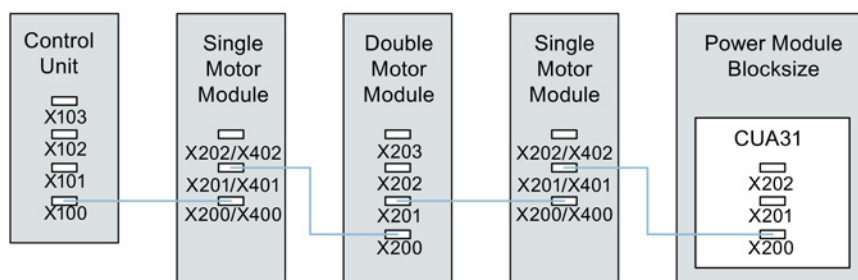 Control
Unit
X103
X102
X101
X100
Single
Motor
Module
X202/X402
X201/X401
X200/X400
Double
Motor
Module
X203
X202
X201
X200
Single
Motor
Module
X202/X402
X201/X401
X200/X400
Power Module
Blocksize
CUA31
X202
X201
X200